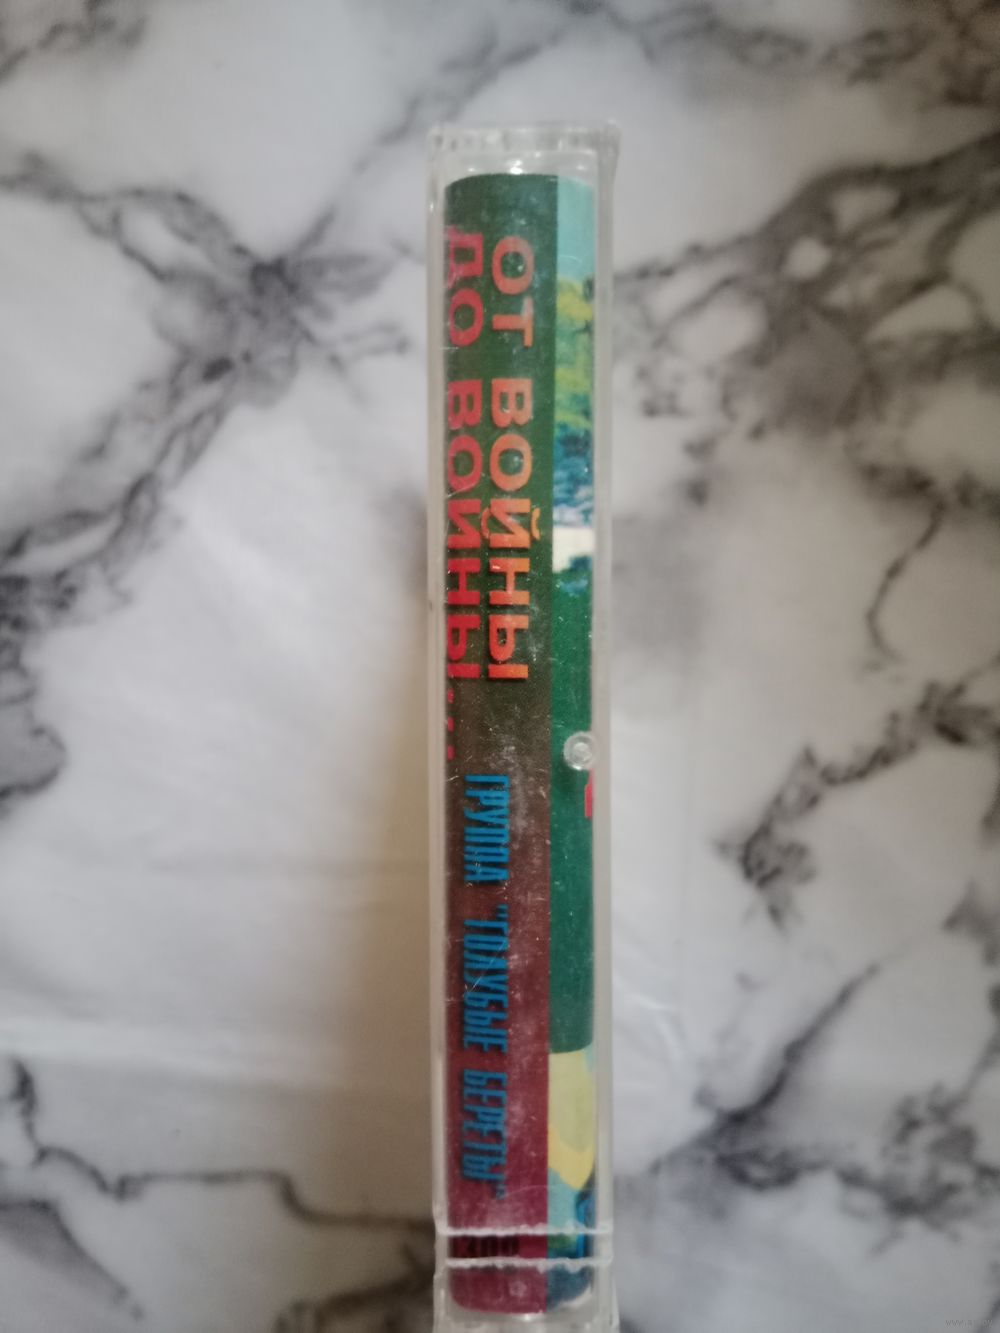 ОТ ВОЙНЫ
ДО ВОЙНЫ...
ГРУППА "ГОЛУБЫЕ БЕРЕТЫ"